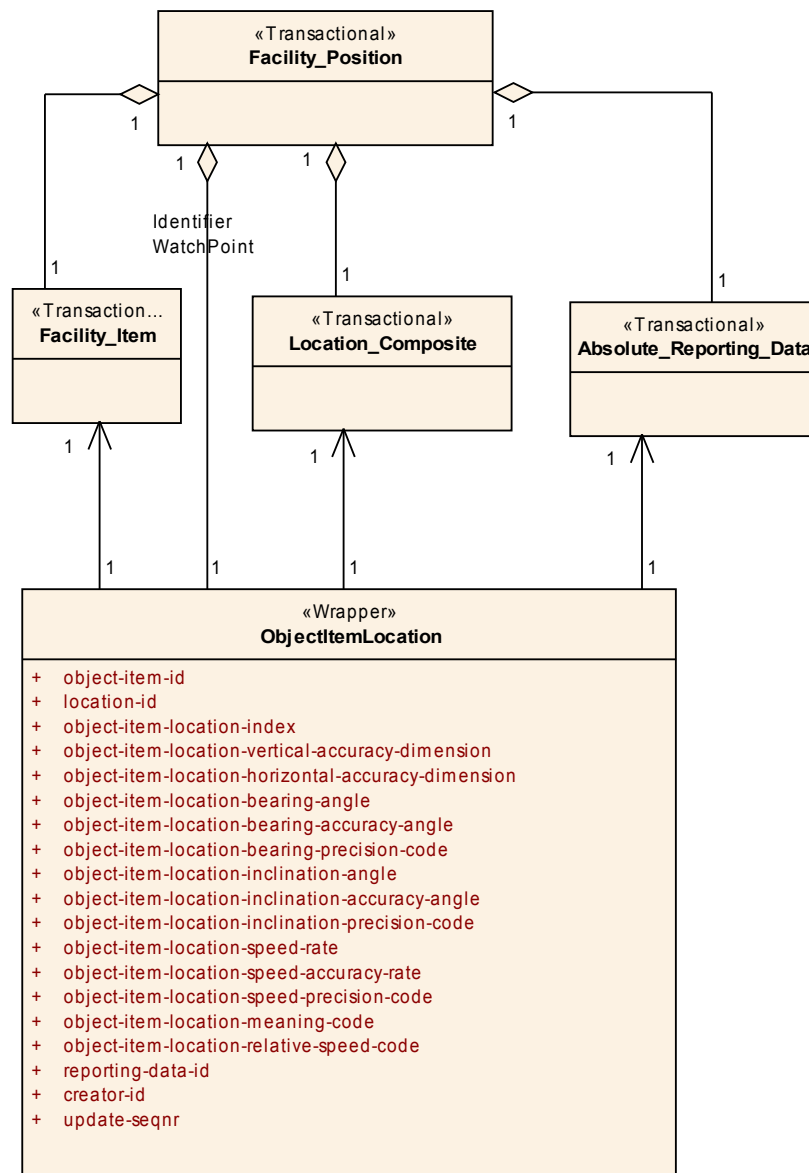 «Transactional»
Facility_Position
1
1
1
1
Identifier
WatchPoint
1
1
1
«Transaction...
Facility_Item
«Transactional»
Location_Composite
«Transactional»
Absolute_Reporting_Data
1
1
1
1
1
1
1
«Wrapper»
ObjectItemLocation
+ object-item-id
+ location-id
+ object-item-location-index
+ object-item-location-vertical-accuracy-dimension
+ object-item-location-horizontal-accuracy-dimension
+ object-item-location-bearing-angle
+ object-item-location-bearing-accuracy-angle
+ object-item-location-bearing-precision-code
+ object-item-location-inclination-angle
+ object-item-location-inclination-accuracy-angle
+ object-item-location-inclination-precision-code
+ object-item-location-speed-rate
+ object-item-location-speed-accuracy-rate
+ object-item-location-speed-precision-code
+ object-item-location-meaning-code
+ object-item-location-relative-speed-code
+ reporting-data-id
+ creator-id
+ update-seqnr